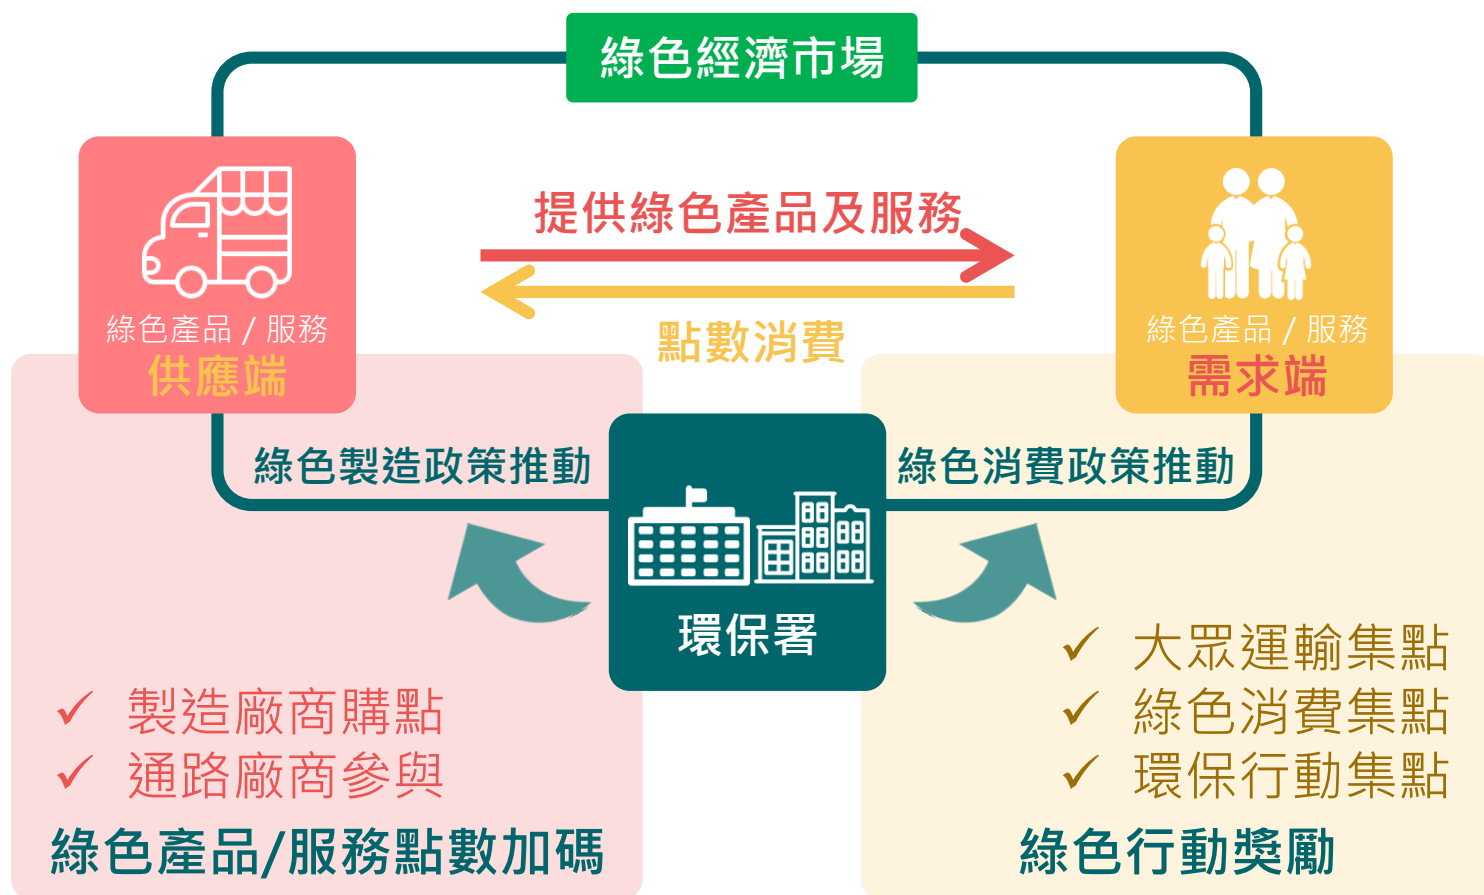 綠色經濟市場
提供綠色產品及服務
點數消費
綠色產品 / 服務
供應端
綠色產品 / 服務
需求端
綠色製造政策推動
綠色消費政策推動
環保署
製造廠商購點
通路廠商參與
綠色產品/服務點數加碼
大眾運輸集點
綠色消費集點
環保行動集點
綠色行動獎勵